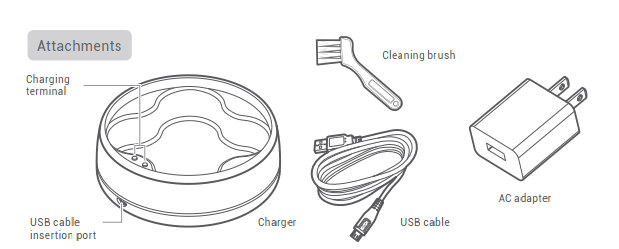 Attachments
Charging
terminal
Cleaning brush
AC adapter
USB cable
insertion port
Charger
USB cable